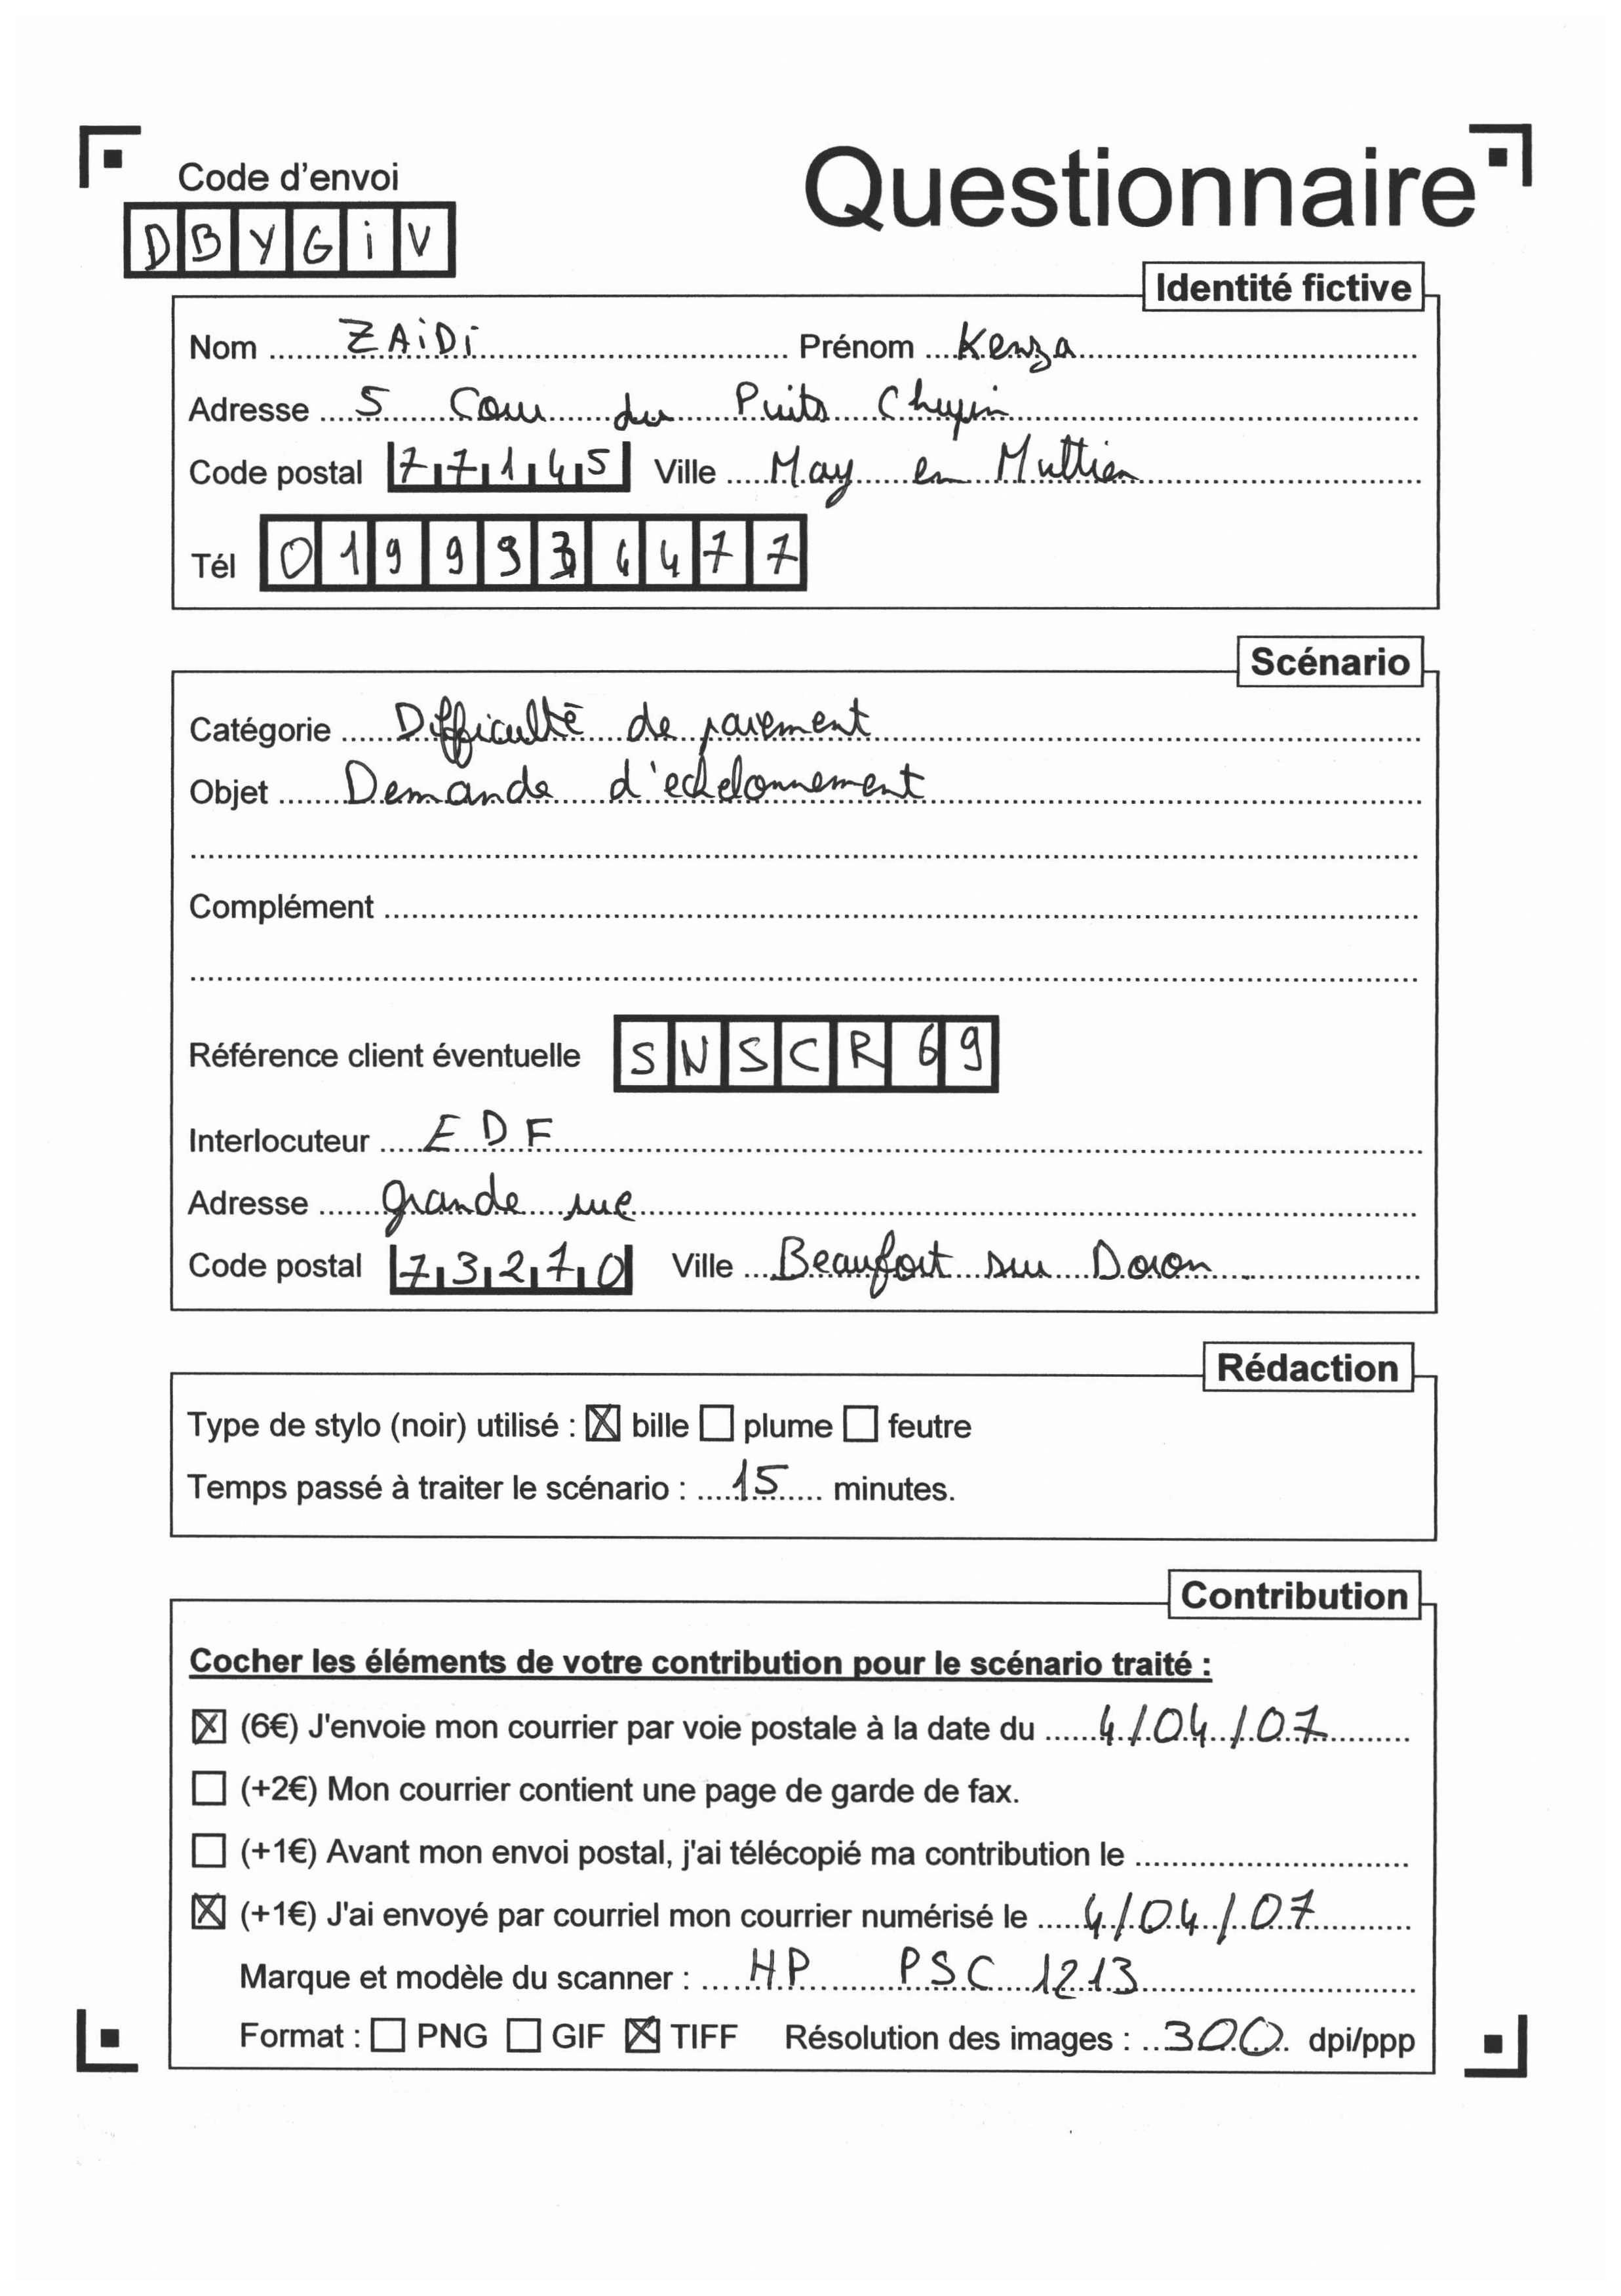 Questionnaire
Code d'envoi
DBYGiV
Identité fictive
Nom ZAiDi Prénom Kenza
Adresse 5 Cour du Puits Chupin
Code postal 77145 Ville May en Multien
Tél 0199934477
Scénario
Catégorie Difficulté de paiement
Objet Demande d'echelonnement
Complément
Référence client éventuelle SNSCR69
Interlocuteur EDF
Adresse grande rue
Code postal 73270 Ville Beaufort sur Doron
Rédaction
Type de stylo (noir) utilisé : ☒ bille ☐ plume ☐ feutre
Temps passé à traiter le scénario : 15 minutes.
Contribution
Cocher les éléments de votre contribution pour le scénario traité :
☒ (6€) J'envoie mon courrier par voie postale à la date du 4/04/07
☐ (+2€) Mon courrier contient une page de garde de fax.
☐ (+1€) Avant mon envoi postal, j'ai télécopié ma contribution le
☒ (+1€) J'ai envoyé par courriel mon courrier numérisé le 4/04/07
Marque et modèle du scanner : HP PSC 1213
Format : ☐ PNG ☐ GIF ☒ TIFF Résolution des images : 300 dpi/ppp